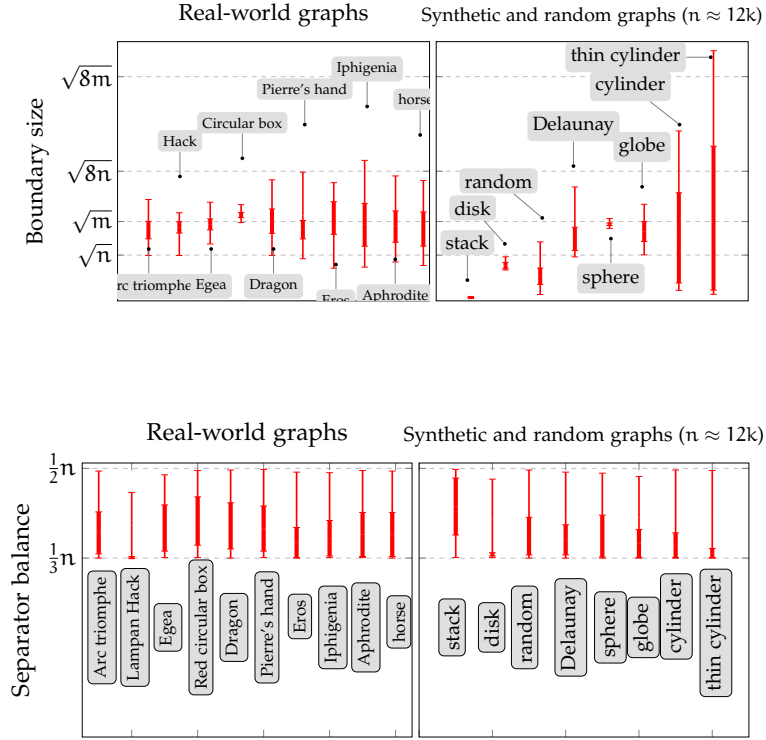 Real-world graphs
Synthetic and random graphs (n ≈ 12k)
Boundary size
√8m
√8n
√m
√n
Iphigenia
Pierre's hand
horse
Circular box
Hack
rc triomphe
Egea
Dragon
Eros
Aphrodite
thin cylinder
cylinder
Delaunay
globe
random
disk
stack
sphere
Real-world graphs
Synthetic and random graphs (n ≈ 12k)
Separator balance
½n
⅓n
Arc triomphe
Lampan Hack
Egea
Red circular box
Dragon
Pierre's hand
Eros
Iphigenia
Aphrodite
horse
stack
disk
random
Delaunay
sphere
globe
cylinder
thin cylinder